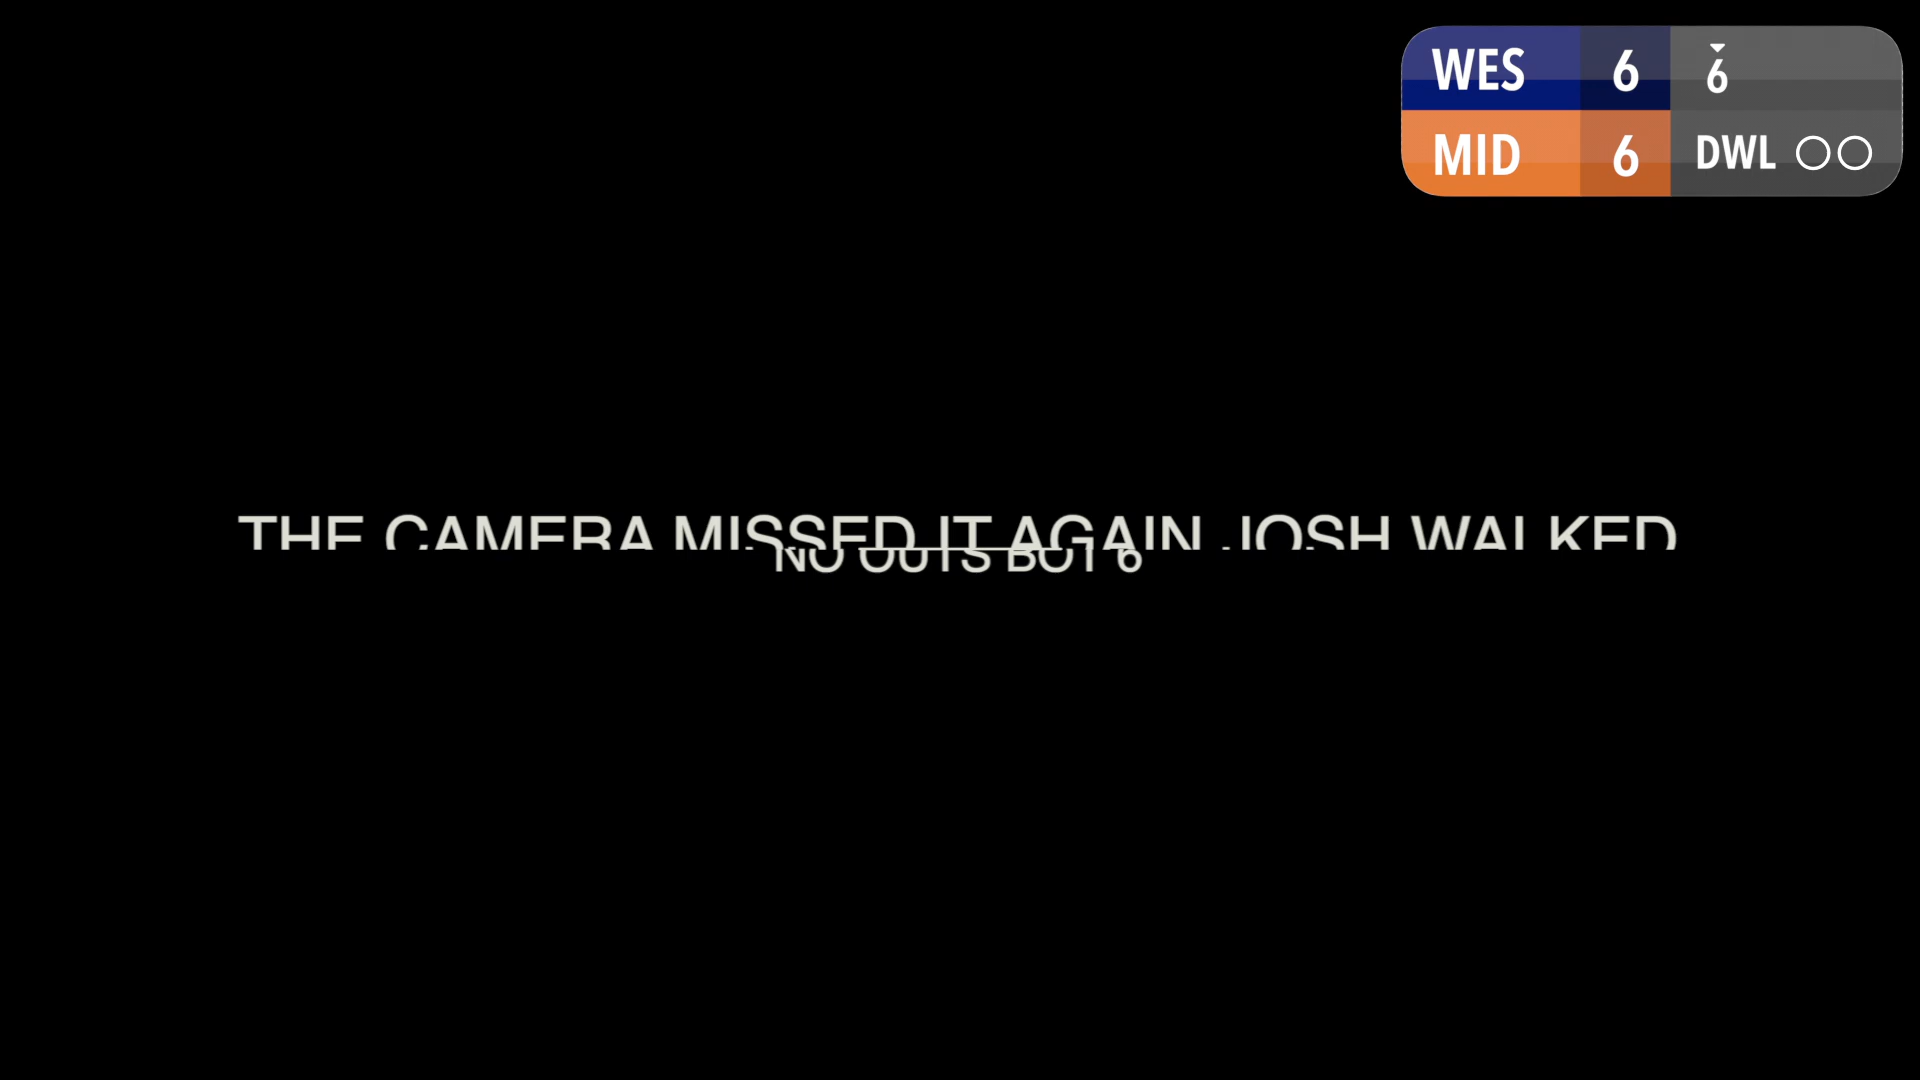 WES 6 6
MID 6 DWL
THE CAMERA MISSED IT AGAIN JOSH WALKED
NO OUTS BOT 6